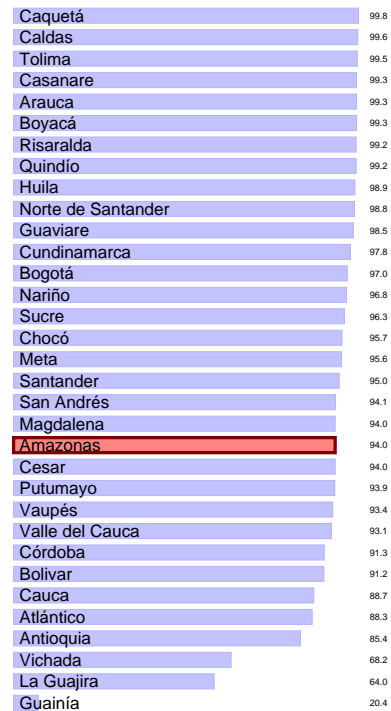 Caquetá 99.8
Caldas 99.6
Tolima 99.5
Casanare 99.3
Arauca 99.3
Boyacá 99.3
Risaralda 99.2
Quindío 99.2
Huila 98.9
Norte de Santander 98.8
Guaviare 98.5
Cundinamarca 97.8
Bogotá 97.0
Nariño 96.8
Sucre 96.3
Chocó 95.7
Meta 95.6
Santander 95.0
San Andrés 94.1
Magdalena 94.0
Amazonas 94.0
Cesar 94.0
Putumayo 93.9
Vaupés 93.4
Valle del Cauca 93.1
Córdoba 91.3
Bolivar 91.2
Cauca 88.7
Atlántico 88.3
Antioquia 85.4
Vichada 68.2
La Guajira 64.0
Guainía 20.4